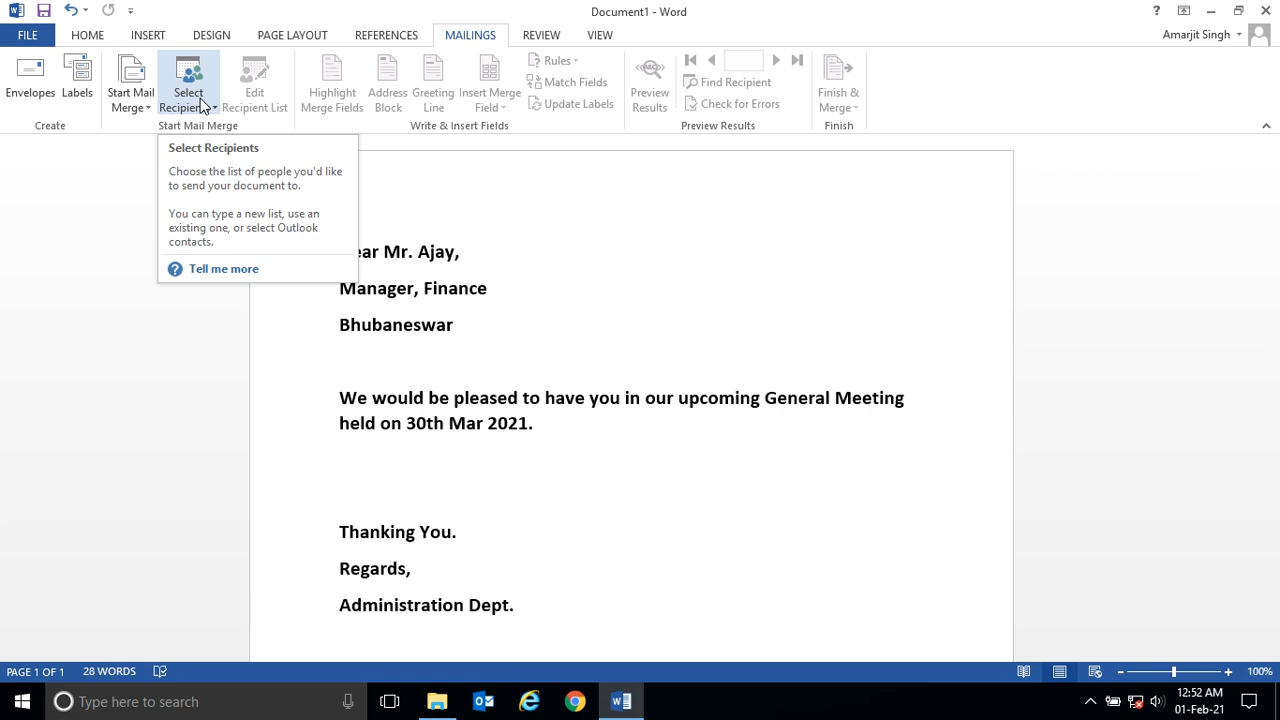 Document1 - Word
?
FILE HOME INSERT DESIGN PAGE LAYOUT REFERENCES MAILINGS REVIEW VIEW Amarjit Singh
Envelopes
Labels
Start Mail
Merge
Select
Recipients
Edit
Recipient List
Highlight
Merge Fields
Address
Block
Greeting
Line
Insert Merge
Field
Rules
Match Fields
Update Labels
ABC
Preview
Results
Find Recipient
Check for Errors
Finish &
Merge
Create Start Mail Merge Write & Insert Fields Preview Results Finish
Select Recipients
Choose the list of people you'd like
to send your document to.
You can type a new list, use an
existing one, or select Outlook
contacts.
? Tell me more
ear Mr. Ajay,
Manager, Finance
Bhubaneswar
We would be pleased to have you in our upcoming General Meeting
held on 30th Mar 2021.
Thanking You.
Regards,
Administration Dept.
PAGE 1 OF 1 28 WORDS 100%
Type here to search
12:52 AM
01-Feb-21